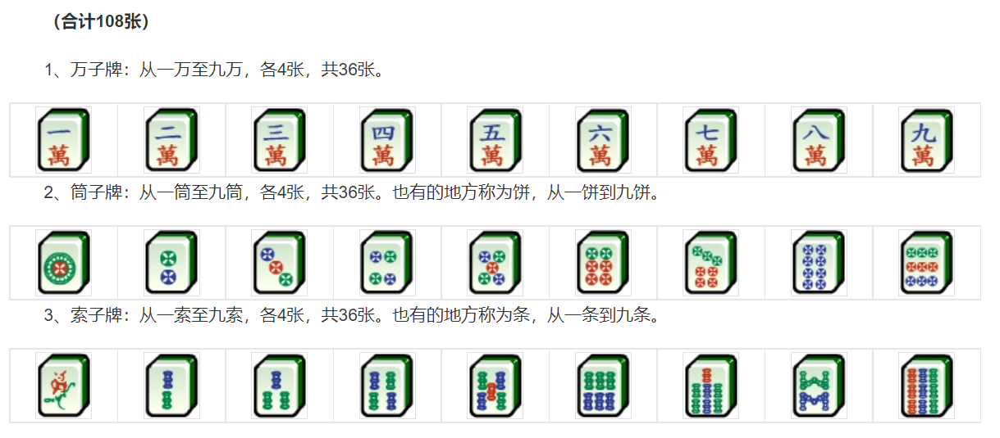 （合计108张）
1、万子牌：从一万至九万，各4张，共36张。
一萬 二萬 三萬 四萬 五萬 六萬 七萬 八萬 九萬
2、筒子牌：从一筒至九筒，各4张，共36张。也有的地方称为饼，从一饼到九饼。
3、索子牌：从一索至九索，各4张，共36张。也有的地方称为条，从一条到九条。